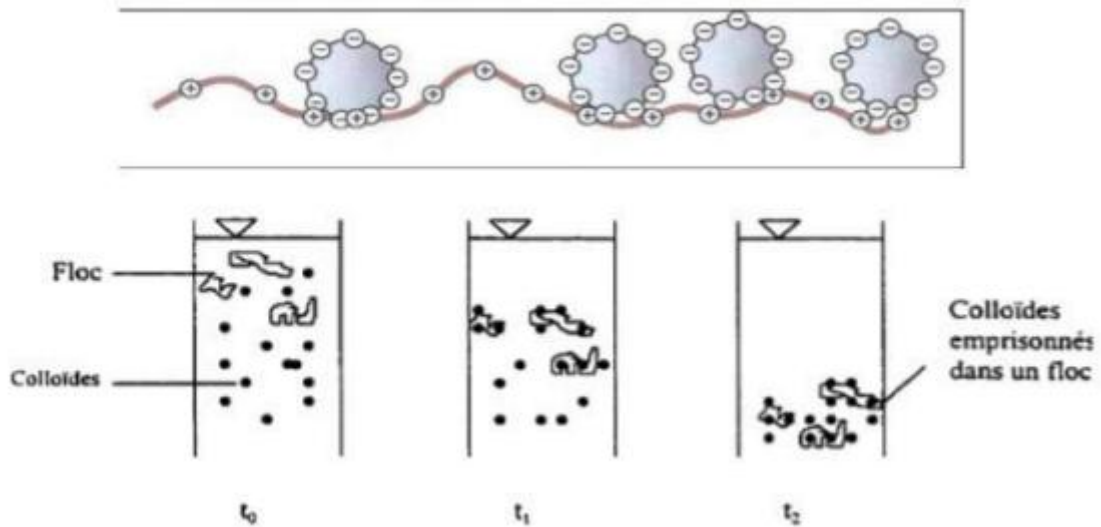 Floc
Colloïdes
Colloïdes
emprisonnés
dans un floc
t₀
t₁
t₂